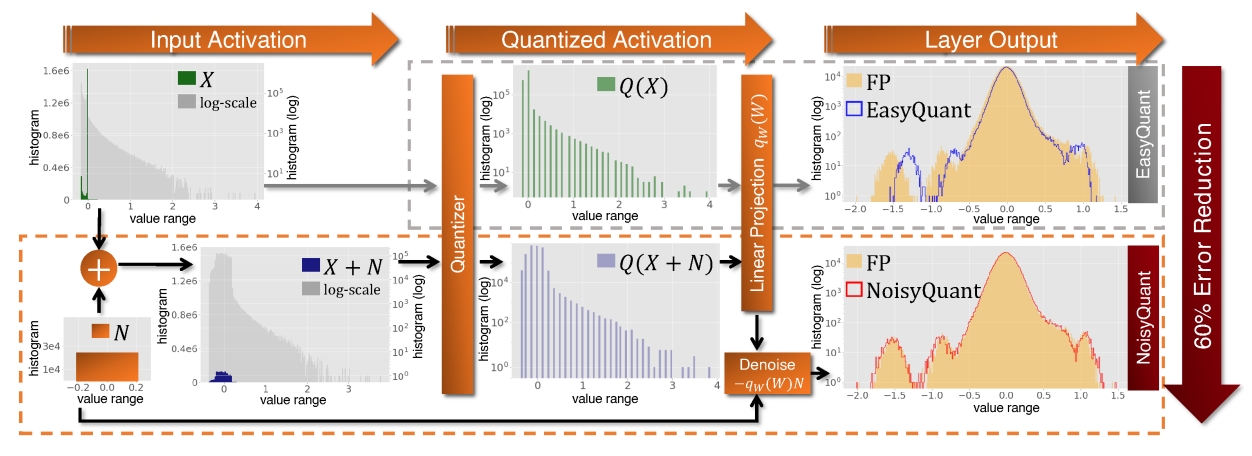 Input Activation
Quantized Activation
Layer Output
1.6e6
1.2e6
0.8e6
0.4e6
0
histogram
X
log-scale
10^5
10^3
10^1
histogram (log)
0 1 2 3 4
value range
Quantizer
histogram (log)
10^5
10^3
10^1
Q(X)
0 1 2 3 4
value range
Linear Projection q_W(W)
histogram (log)
10^4
10^3
10^2
10^1
10^0
FP
EasyQuant
-2.0 -1.5 -1.0 -0.5 0.0 0.5 1.0 1.5
value range
EasyQuant
60% Error Reduction
+
histogram
3e4
1e4
N
-0.2 0.0 0.2
value range
histogram
1.6e6
1.2e6
0.8e6
0.4e6
0
X + N
log-scale
10^5
10^4
10^3
10^2
10^1
10^0
histogram (log)
0 1 2 3
value range
histogram (log)
10^4
10^2
10^0
Q(X + N)
0 1 2 3 4
value range
Denoise
−q_W(W)N
histogram (log)
10^4
10^3
10^2
10^1
10^0
FP
NoisyQuant
-2.0 -1.5 -1.0 -0.5 0.0 0.5 1.0 1.5
value range
NoisyQuant